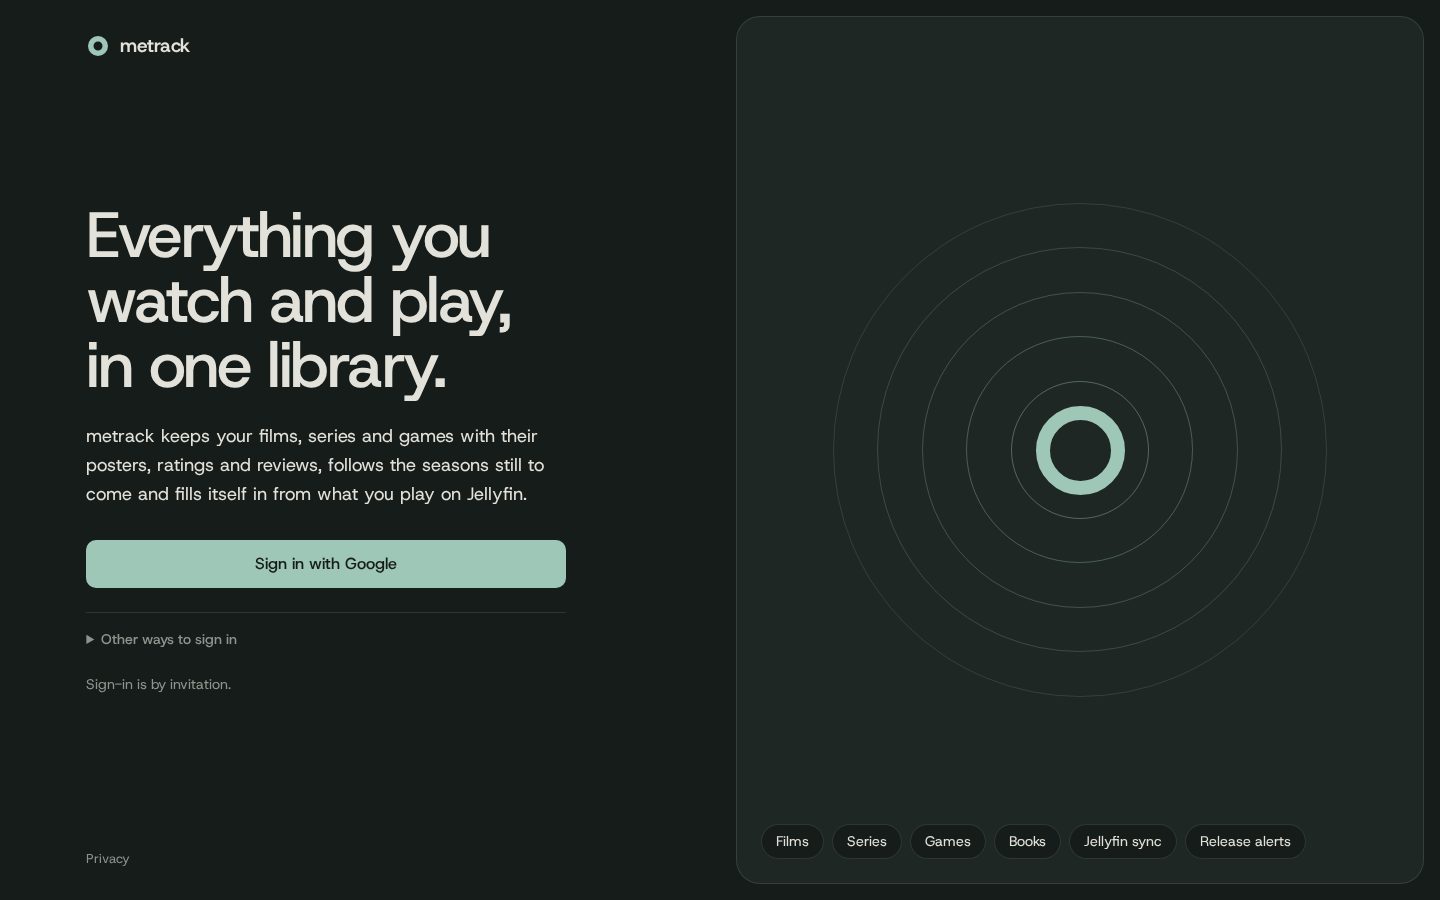 metrack
Everything you
watch and play,
in one library.
metrack keeps your films, series and games with their
posters, ratings and reviews, follows the seasons still to
come and fills itself in from what you play on Jellyfin.
Sign in with Google
Other ways to sign in
Sign-in is by invitation.
Privacy
Films
Series
Games
Books
Jellyfin sync
Release alerts